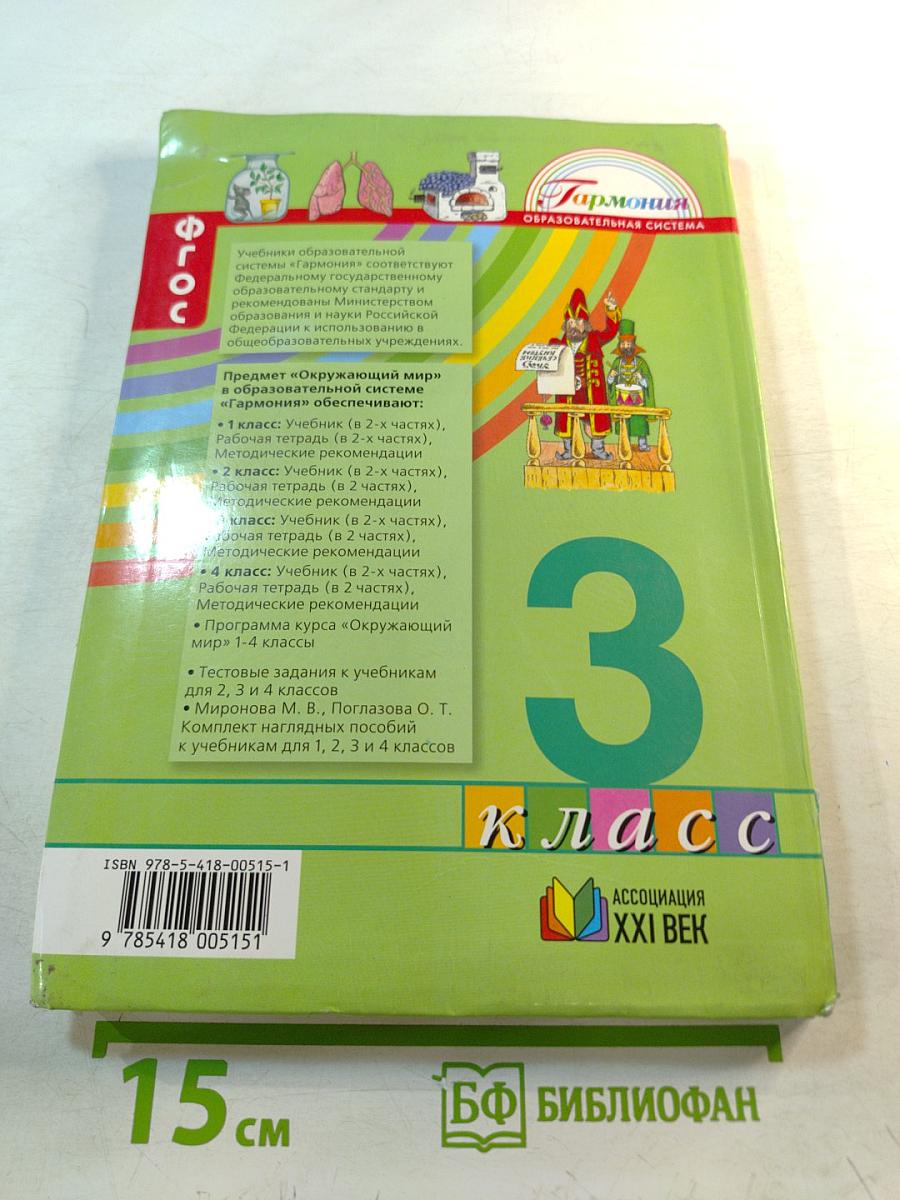 Гармония
ОБРАЗОВАТЕЛЬНАЯ СИСТЕМА
ФГОС
Учебники образовательной
системы «Гармония» соответствуют
Федеральному государственному
образовательному стандарту и
рекомендованы Министерством
образования и науки Российской
Федерации к использованию в
общеобразовательных учреждениях.
Предмет «Окружающий мир»
в образовательной системе
«Гармония» обеспечивают:
• 1 класс: Учебник (в 2-х частях),
Рабочая тетрадь (в 2-х частях),
Методические рекомендации
• 2 класс: Учебник (в 2-х частях),
Рабочая тетрадь (в 2 частях),
Методические рекомендации
класс: Учебник (в 2-х частях),
Рабочая тетрадь (в 2 частях),
Методические рекомендации
• 4 класс: Учебник (в 2-х частях),
Рабочая тетрадь (в 2 частях),
Методические рекомендации
• Программа курса «Окружающий
мир» 1-4 классы
• Тестовые задания к учебникам
для 2, 3 и 4 классов
• Миронова М. В., Поглазова О. Т.
Комплект наглядных пособий
к учебникам для 1, 2, 3 и 4 классов
3
класс
ISBN 978-5-418-00515-1
9 785418 005151
АССОЦИАЦИЯ
XXI ВЕК
15 см
БФ БИБЛИОФАН